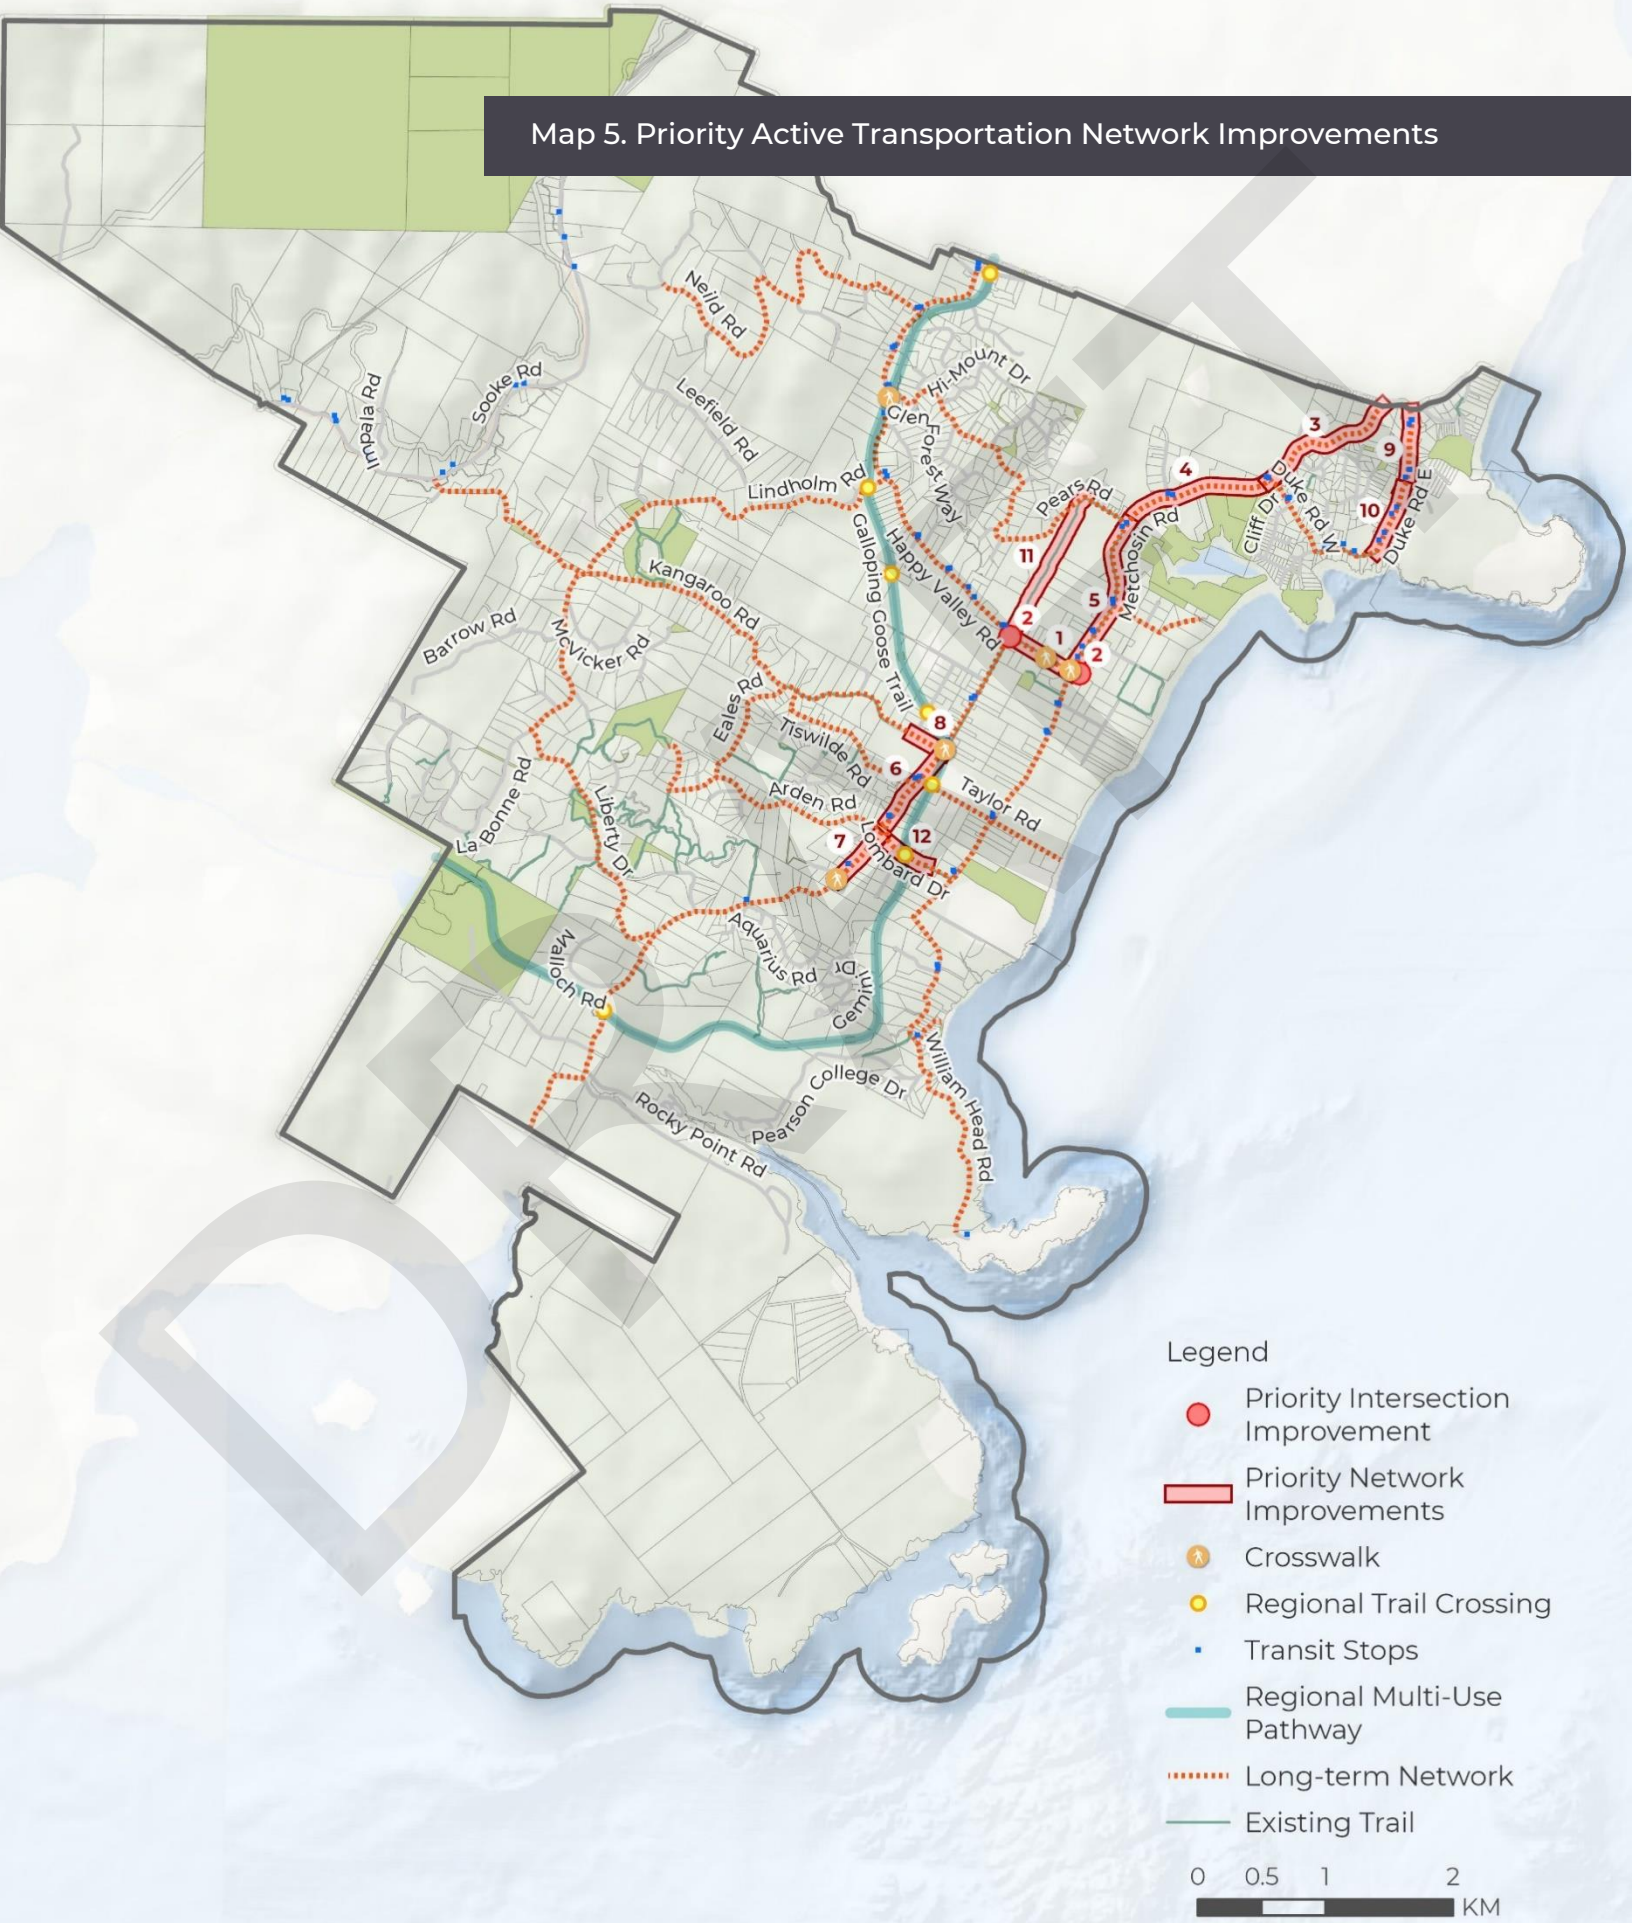 Map 5. Priority Active Transportation Network Improvements
Neild Rd
Hi-Mount Dr
Sooke Rd
Impala Rd
Leefield Rd
Glen Forest Way
3
9
4
Duke Rd W
Duke Rd E
Lindholm Rd
Pears Rd
Cliff Dr
10
Metchosin Rd
Galloping Goose Trail
Happy Valley Rd
11
Kangaroo Rd
5
2
1
2
Barrow Rd
McVicker Rd
Eales Rd
8
Tiswilde Rd
6
Taylor Rd
La Bonne Rd
Liberty Dr
Arden Rd
7
12
Lombard Dr
Aquarius Rd
Malloch Rd
Gemini Dr
William Head Rd
Pearson College Dr
Rocky Point Rd
DRAFT
Legend
Priority Intersection
Improvement
Priority Network
Improvements
Crosswalk
Regional Trail Crossing
Transit Stops
Regional Multi-Use
Pathway
Long-term Network
Existing Trail
0 0.5 1 2
KM